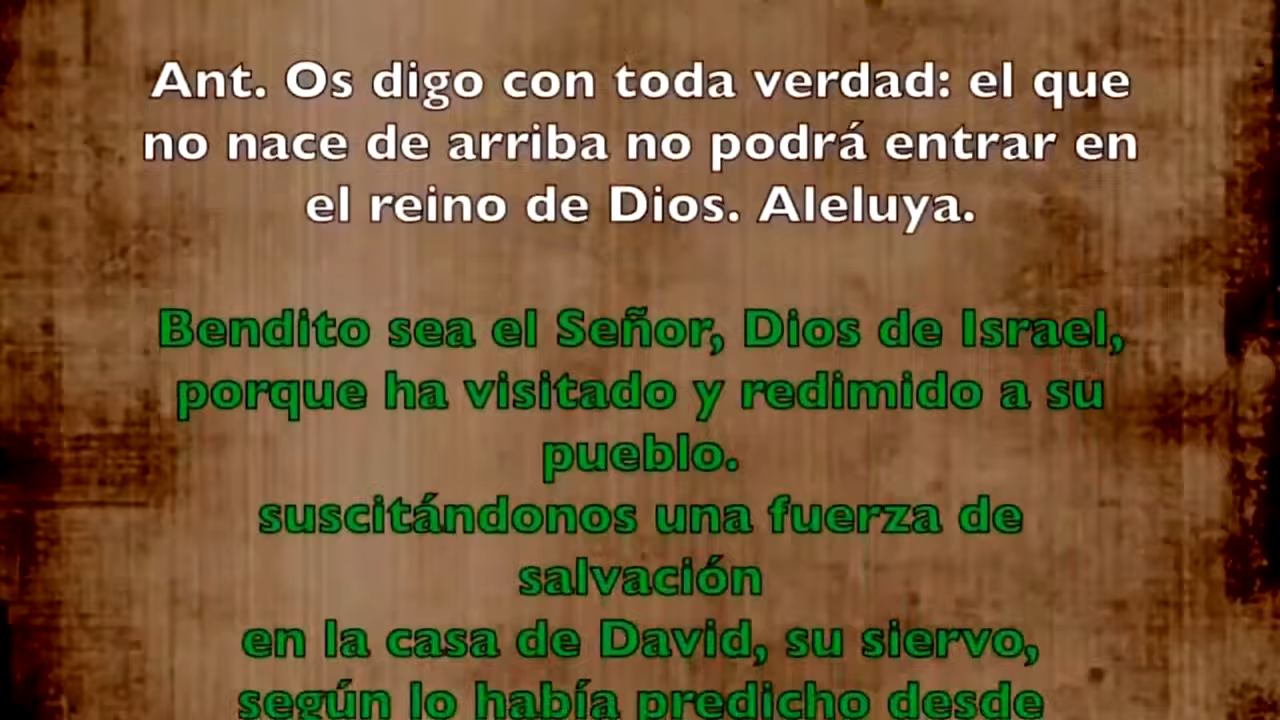 Ant. Os digo con toda verdad: el que
no nace de arriba no podrá entrar en
el reino de Dios. Aleluya.
Bendito sea el Señor, Dios de Israel,
porque ha visitado y redimido a su
pueblo.
suscitándonos una fuerza de
salvación
en la casa de David, su siervo,
según lo había predicho desde